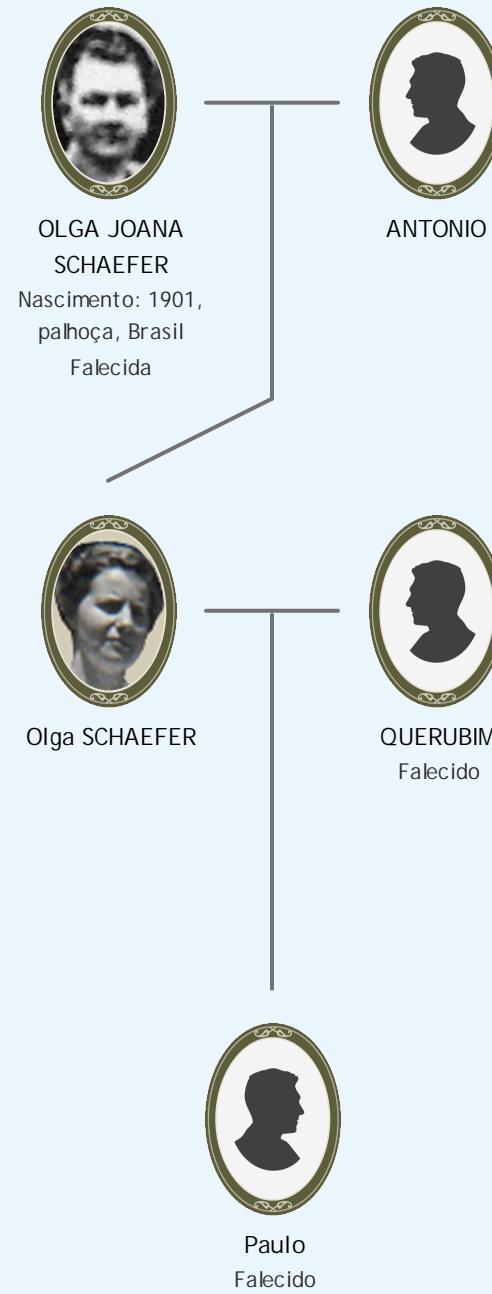 OLGA JOANA
SCHAEFER
Nascimento: 1901,
palhoça, Brasil
Falecida
ANTONIO
Olga SCHAEFER
QUERUBIM
Falecido
Paulo
Falecido